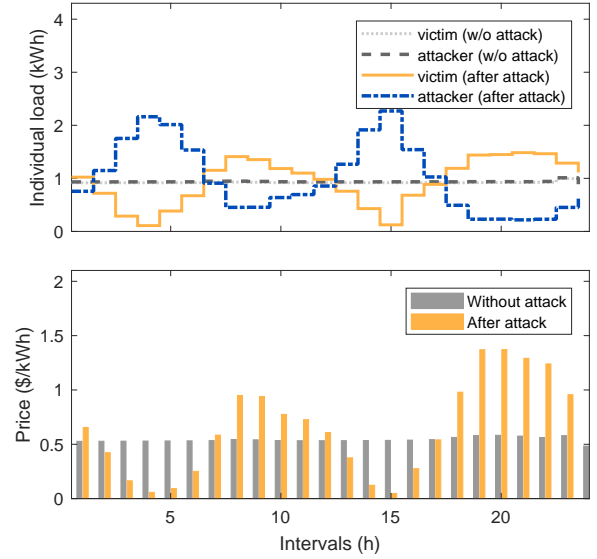 4
3
2
1
0
Individual load (kWh)
victim (w/o attack)
attacker (w/o attack)
victim (after attack)
attacker (after attack)
2
1.5
1
0.5
0
Price ($/kWh)
Without attack
After attack
5
10
15
20
Intervals (h)